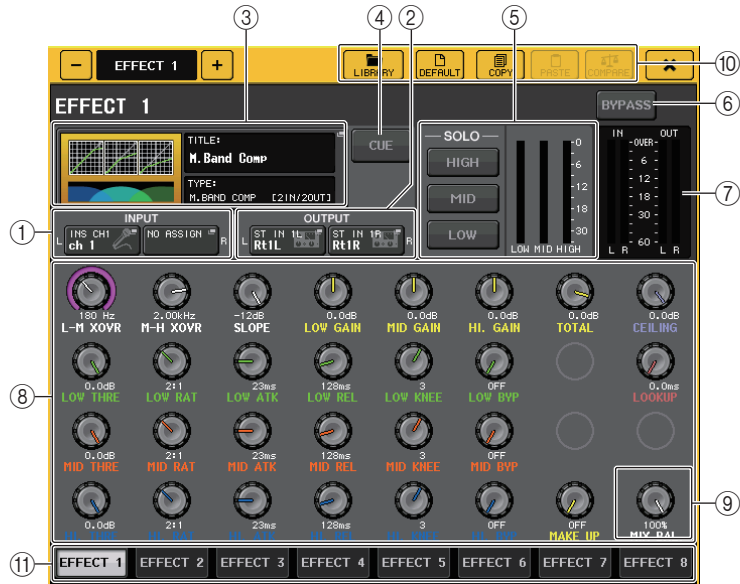 ③ ④ ② ⑤
− EFFECT 1 + LIBRARY DEFAULT COPY PASTE COMPARE ×
⑩
EFFECT 1 BYPASS
⑥
TITLE:
M.Band Comp
TYPE:
M.BAND COMP [2IN/2OUT]
CUE
SOLO
HIGH
MID
LOW
0
6
12
18
30
LOW MID HIGH
IN OUT
-OVER-
6
12
18
30
60
L R L R
⑦
①
INPUT
L INS CH1 ch 1 NO ASSIGN R
OUTPUT
L ST IN 1L Rt1L ST IN 1R Rt1R R
⑧
180 Hz 2.00kHz -12dB 0.0dB 0.0dB 0.0dB 0.0dB 0.0dB
L-M XOVR M-H XOVR SLOPE LOW GAIN MID GAIN HI. GAIN TOTAL CEILING
0.0dB 2:1 23ms 128ms 3 OFF 0.0ms
LOW THRE LOW RAT LOW ATK LOW REL LOW KNEE LOW BYP LOOKUP
0.0dB 2:1 23ms 128ms 3 OFF
MID THRE MID RAT MID ATK MID REL MID KNEE MID BYP
⑨
0.0dB 2:1 23ms 128ms 3 OFF OFF 100%
MAKE UP MIX BAL
⑪
EFFECT 1 EFFECT 2 EFFECT 3 EFFECT 4 EFFECT 5 EFFECT 6 EFFECT 7 EFFECT 8